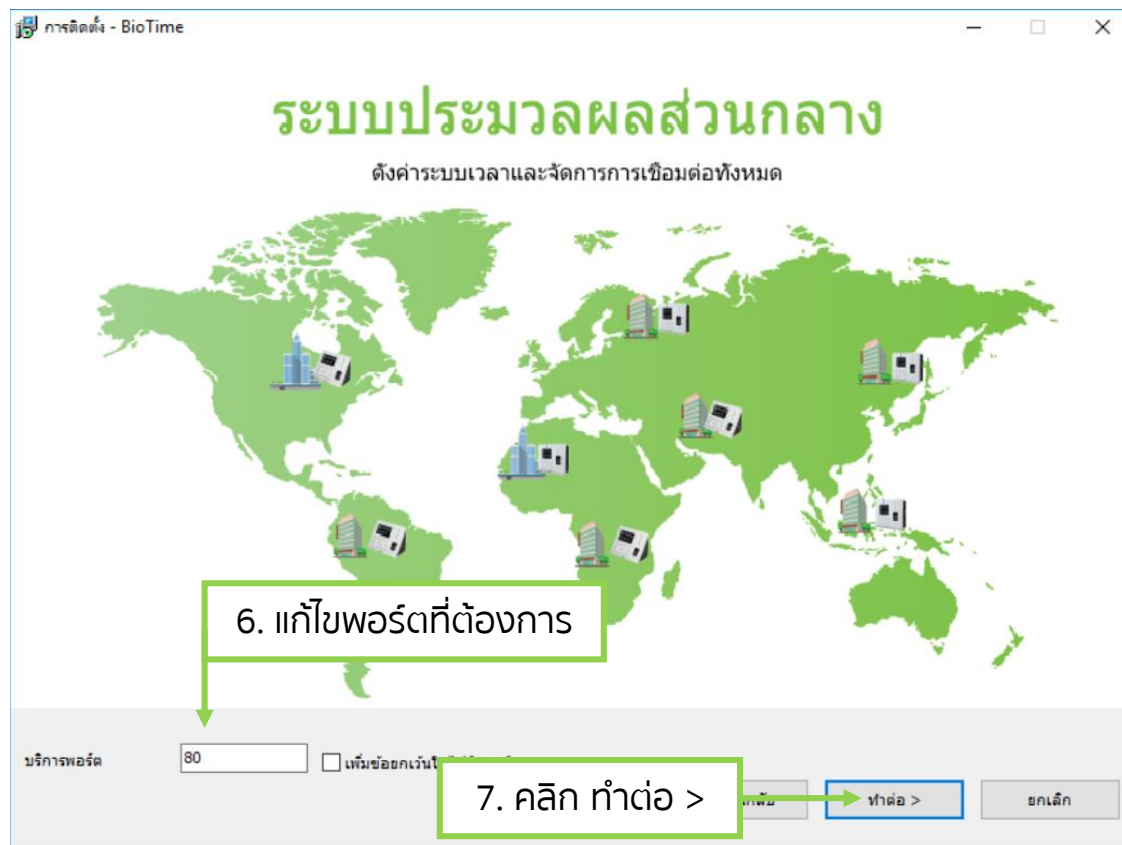 การติดตั้ง - BioTime
ระบบประมวลผลส่วนกลาง
ตั้งค่าระบบเวลาและจัดการการเชื่อมต่อทั้งหมด
6. แก้ไขพอร์ตที่ต้องการ
บริการพอร์ต
80
เพิ่มข้อยกเว้น
7. คลิก ทำต่อ >
ทำต่อ >
ยกเลิก